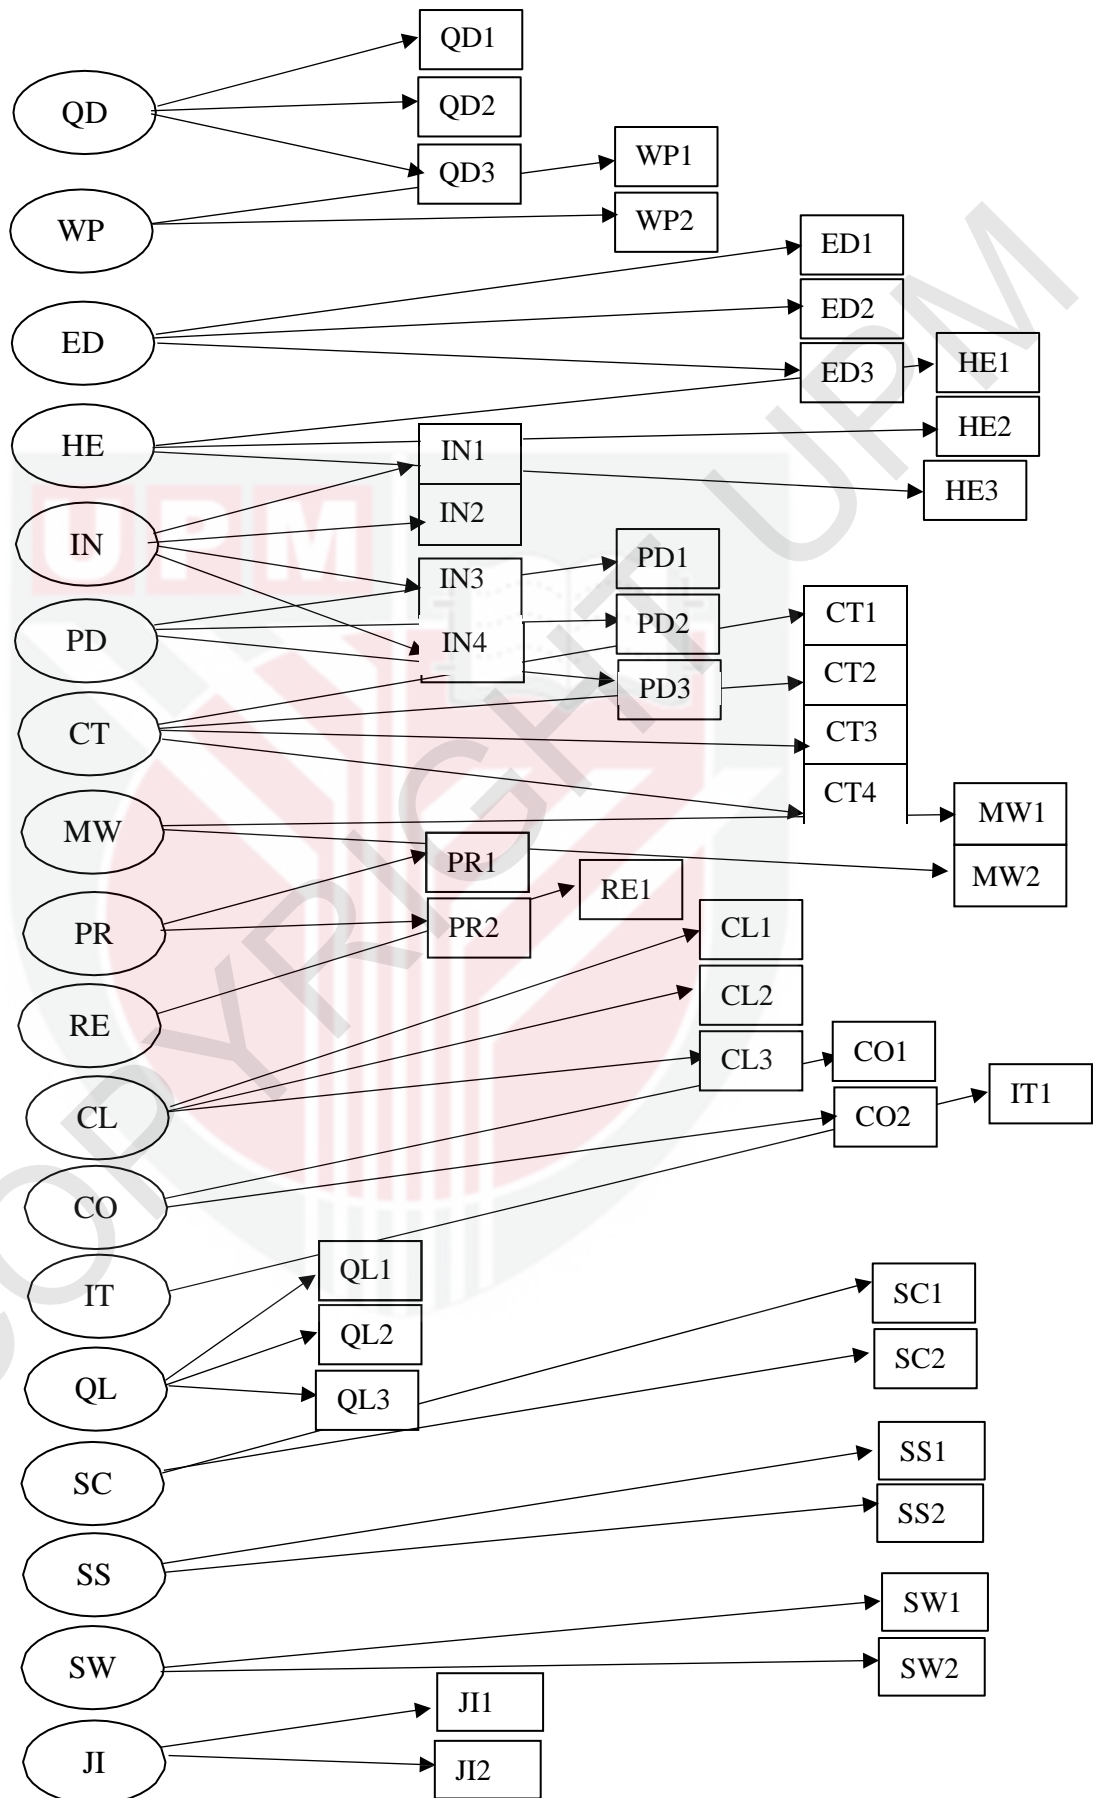 QD1
QD
QD2
QD3
WP1
WP
WP2
ED1
ED
ED2
ED3
HE1
HE
HE2
IN1
HE3
IN2
IN
IN3
PD1
PD
IN4
PD2
CT1
PD3
CT2
CT
CT3
CT4
MW
MW1
MW2
PR1
RE1
PR
PR2
CL1
RE
CL2
CL3
CO1
CL
CO2
IT1
CO
IT
QL1
SC1
QL2
SC2
QL
QL3
SC
SS1
SS2
SS
SW1
SW
SW2
JI1
JI
JI2
UPM
COPYRIGHT UPM